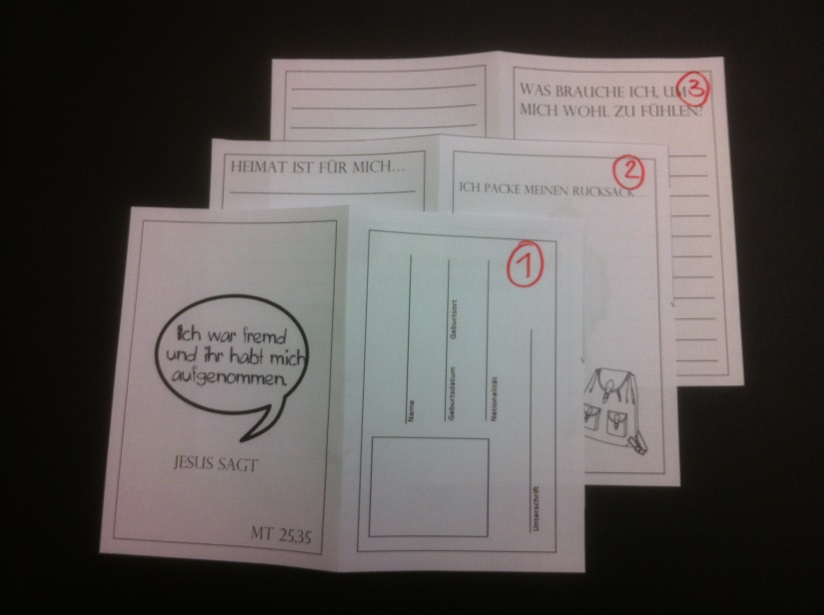 3
WAS BRAUCHE ICH, UM
MICH WOHL ZU FÜHLEN?
2
HEIMAT IST FÜR MICH...
ICH PACKE MEINEN RUCKSACK...
1
Ich war fremd
und ihr habt mich
aufgenommen.
JESUS SAGT
MT 25,35
Name
Geburtsdatum Geburtsort
Nationalität
Unterschrift